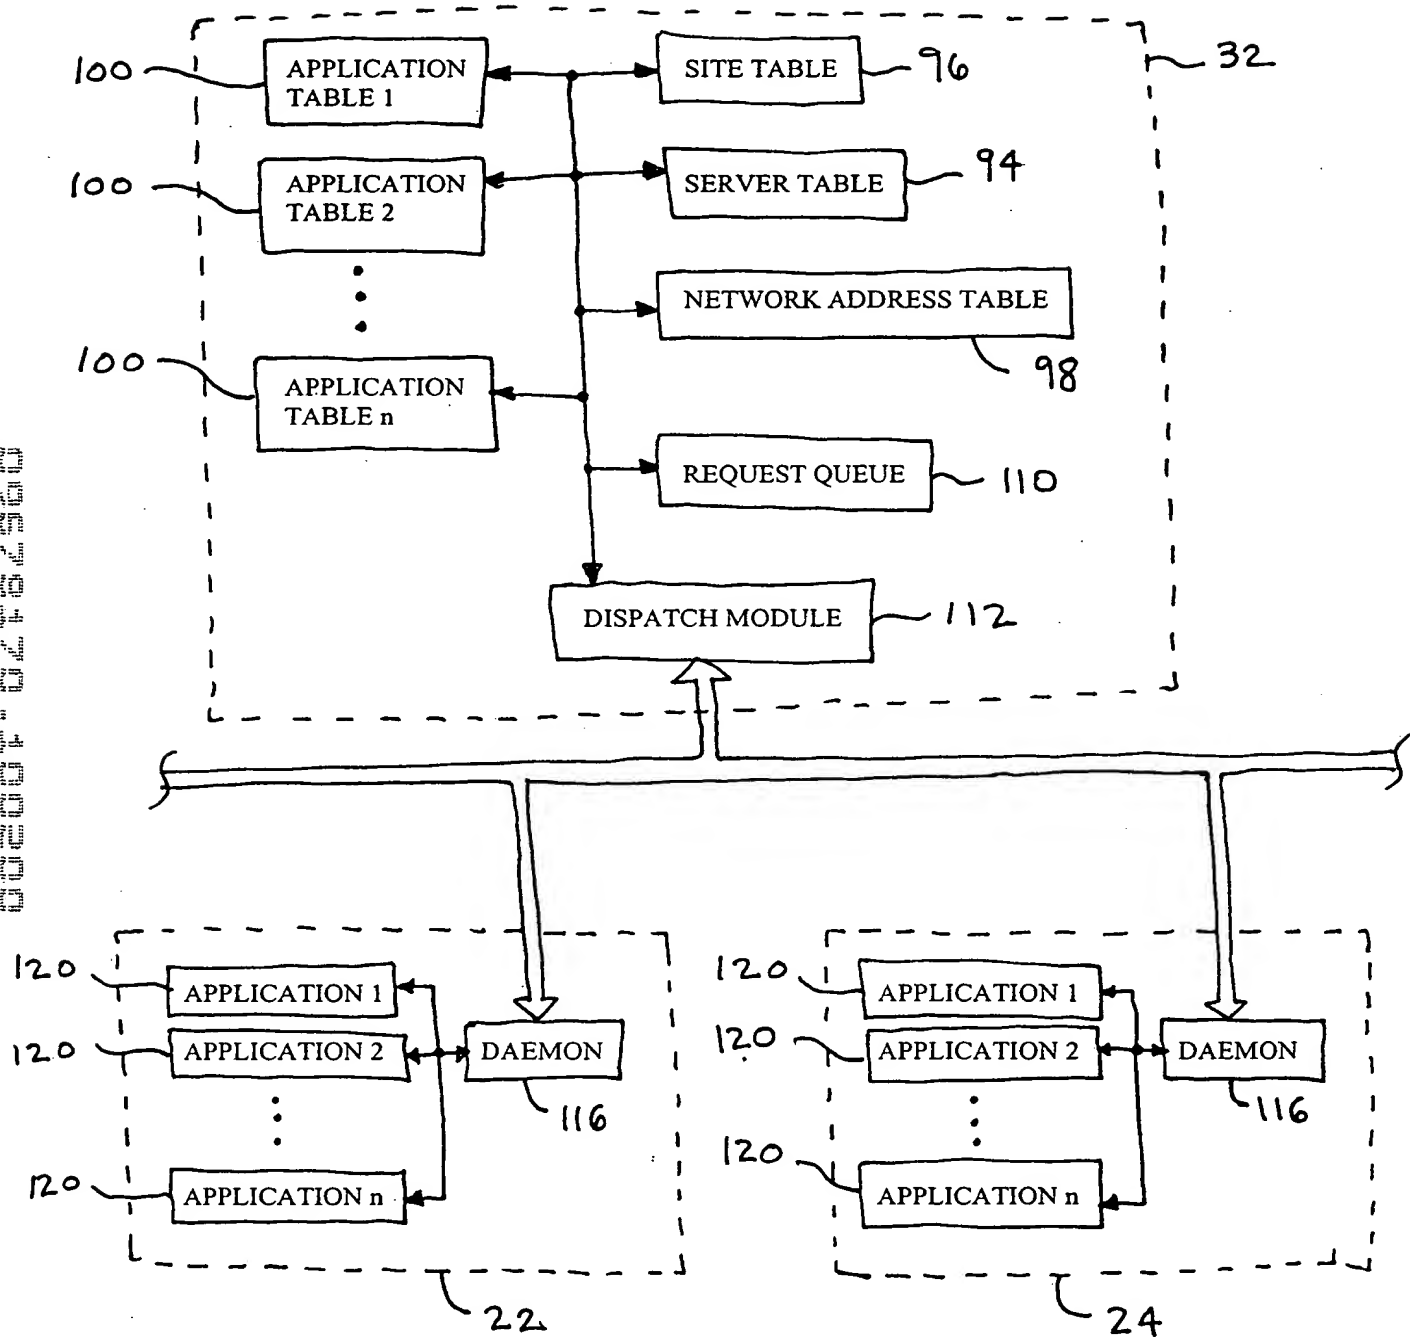 100
APPLICATION
TABLE 1
SITE TABLE
96
32
100
APPLICATION
TABLE 2
SERVER TABLE
94
NETWORK ADDRESS TABLE
98
100
APPLICATION
TABLE n
REQUEST QUEUE
110
DISPATCH MODULE
112
120
APPLICATION 1
120
APPLICATION 2
DAEMON
116
120
APPLICATION n
22
120
APPLICATION 1
120
APPLICATION 2
DAEMON
116
120
APPLICATION n
24